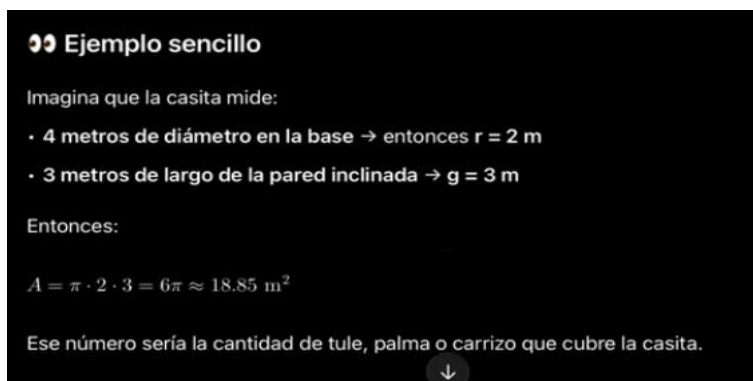 👀 Ejemplo sencillo
Imagina que la casita mide:
• 4 metros de diámetro en la base → entonces r = 2 m
• 3 metros de largo de la pared inclinada → g = 3 m
Entonces:
A = π · 2 · 3 = 6π ≈ 18.85 m²
Ese número sería la cantidad de tule, palma o carrizo que cubre la casita.